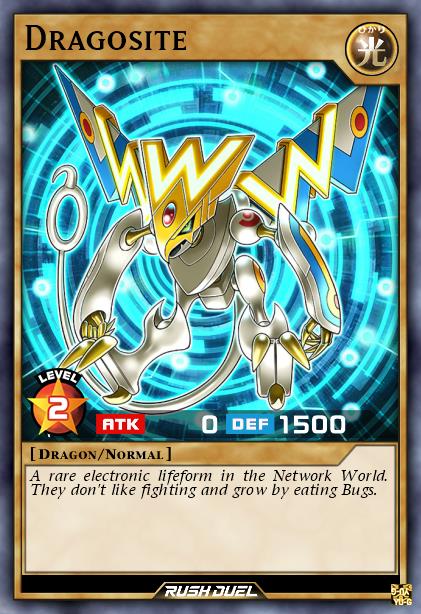 DRAGOSITE
ひかり
光
WWW
LEVEL
2
ATK 0 DEF 1500
[ DRAGON/NORMAL ]
A rare electronic lifeform in the Network World.
They don't like fighting and grow by eating Bugs.
RUSH DUEL